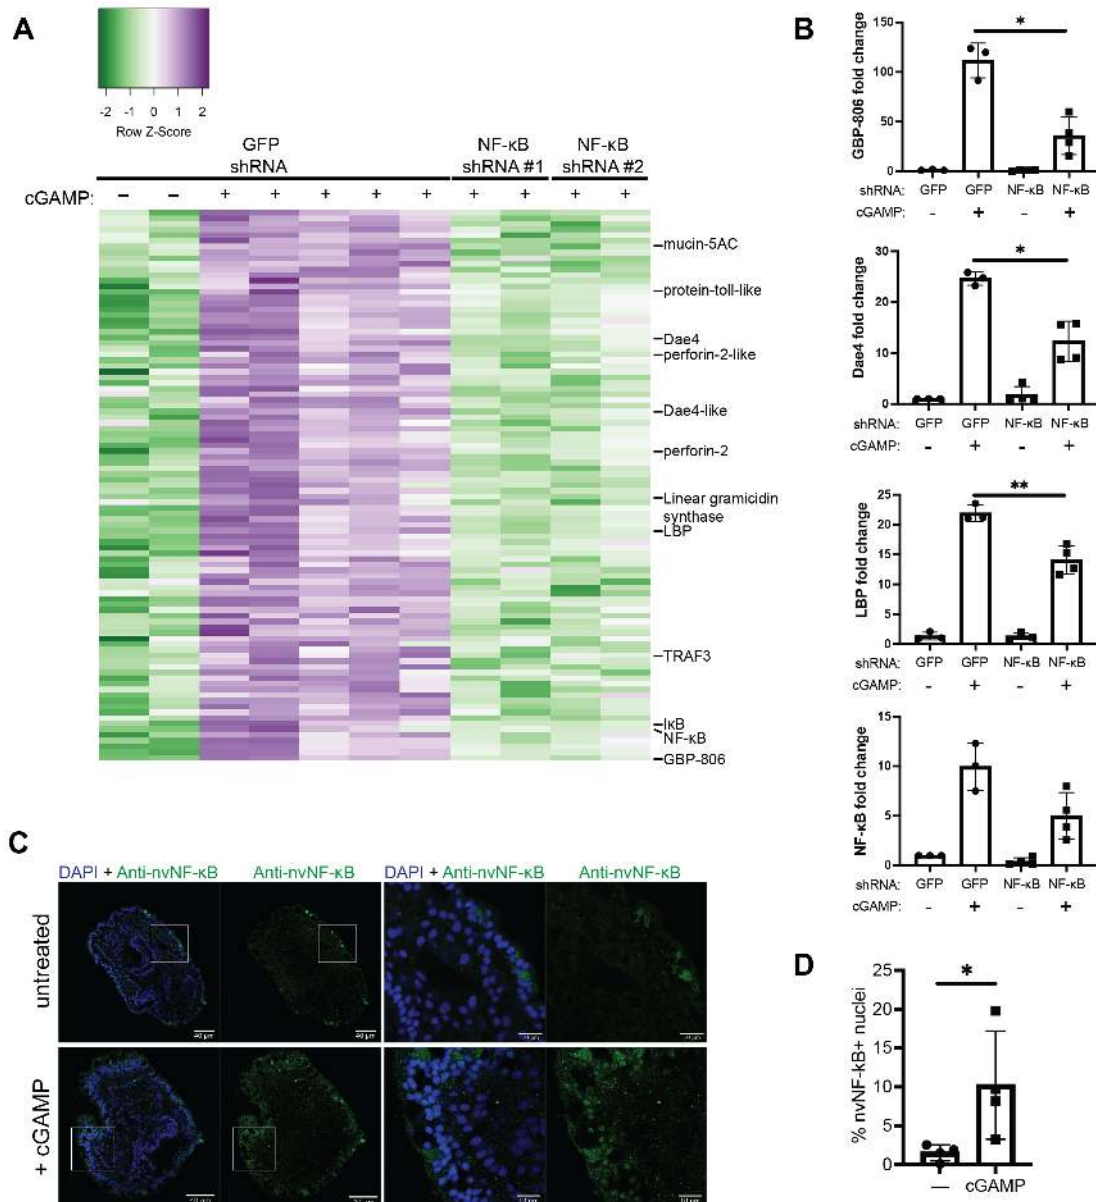 A
-2 -1 0 1 2
Row Z-Score
GFP
shRNA
NF-κB
shRNA #1
NF-κB
shRNA #2
cGAMP: – – + + + + + + + + +
mucin-5AC
protein-toll-like
Dae4
perforin-2-like
Dae4-like
perforin-2
Linear gramicidin
synthase
LBP
TRAF3
IκB
NF-κB
GBP-806
B
GBP-806 fold change
150
100
50
0
*
shRNA: GFP GFP NF-κB NF-κB
cGAMP: - + - +
Dae4 fold change
30
20
10
0
*
shRNA: GFP GFP NF-κB NF-κB
cGAMP: - + - +
LBP fold change
25
20
15
10
5
0
**
shRNA: GFP GFP NF-κB NF-κB
cGAMP: - + - +
NF-κB fold change
15
10
5
0
shRNA: GFP GFP NF-κB NF-κB
cGAMP: - + - +
C
DAPI + Anti-nvNF-κB Anti-nvNF-κB DAPI + Anti-nvNF-κB Anti-nvNF-κB
untreated
+ cGAMP
D
% nvNF-kB+ nuclei
25
20
15
10
5
0
*
— cGAMP